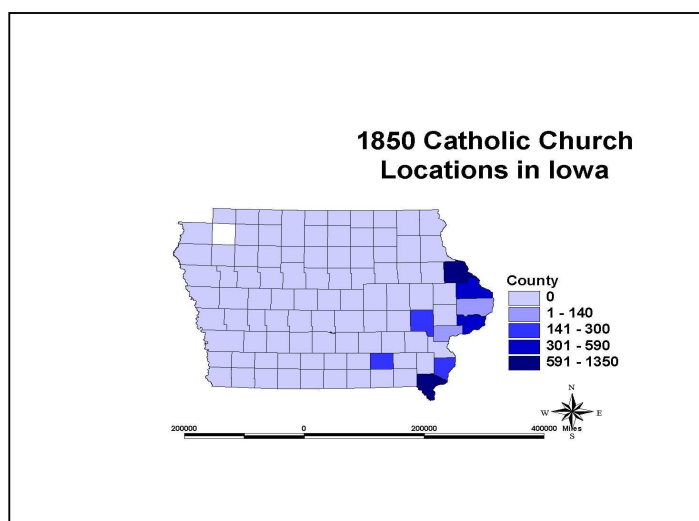 1850 Catholic Church
Locations in Iowa
County
0
1 - 140
141 - 300
301 - 590
591 - 1350
N
W E
S
200000 0 200000 400000 Miles